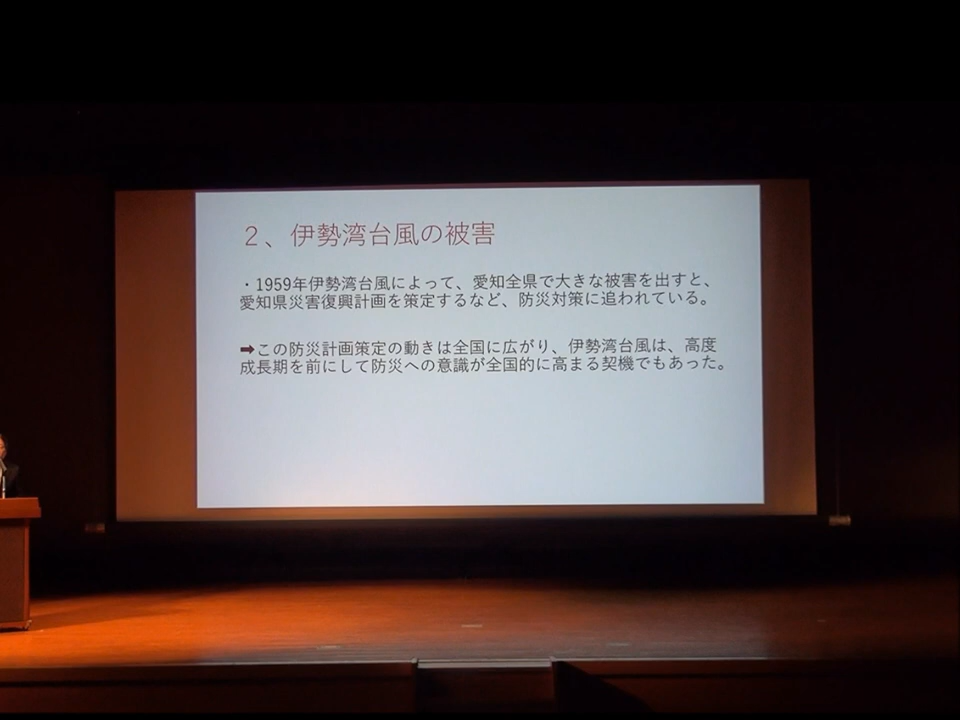 ２、伊勢湾台風の被害
・1959年伊勢湾台風によって、愛知全県で大きな被害を出すと、
愛知県災害復興計画を策定するなど、防災対策に追われている。
➡この防災計画策定の動きは全国に広がり、伊勢湾台風は、高度
成長期を前にして防災への意識が全国的に高まる契機でもあった。